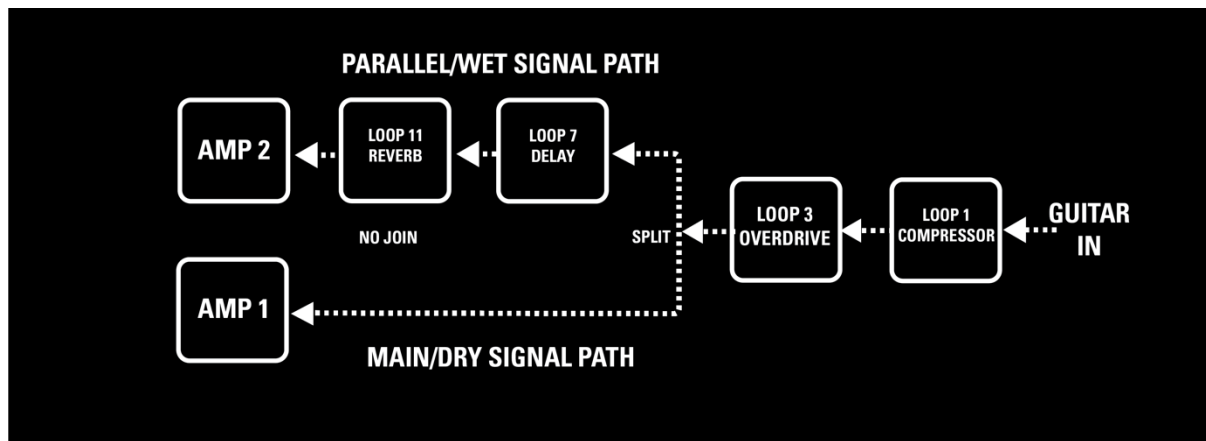 PARALLEL/WET SIGNAL PATH
AMP 2
LOOP 11
REVERB
LOOP 7
DELAY
NO JOIN
SPLIT
LOOP 3
OVERDRIVE
LOOP 1
COMPRESSOR
GUITAR
IN
AMP 1
MAIN/DRY SIGNAL PATH